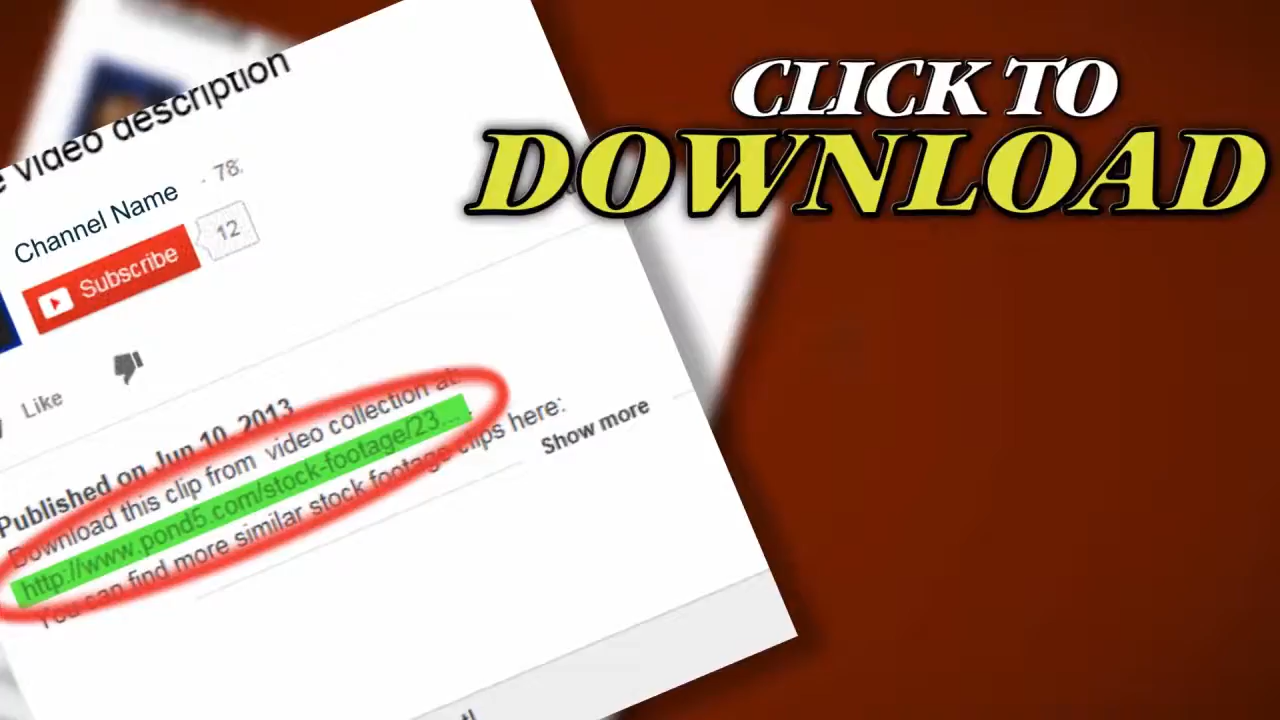 CLICK TO
DOWNLOAD
video description
Channel Name
78
Subscribe
12
Like
Published on Jun 10, 2013
Download this clip from video collection at:
http://www.pond5.com/stock-footage/23...
You can find more similar stock footage clips here:
Show more